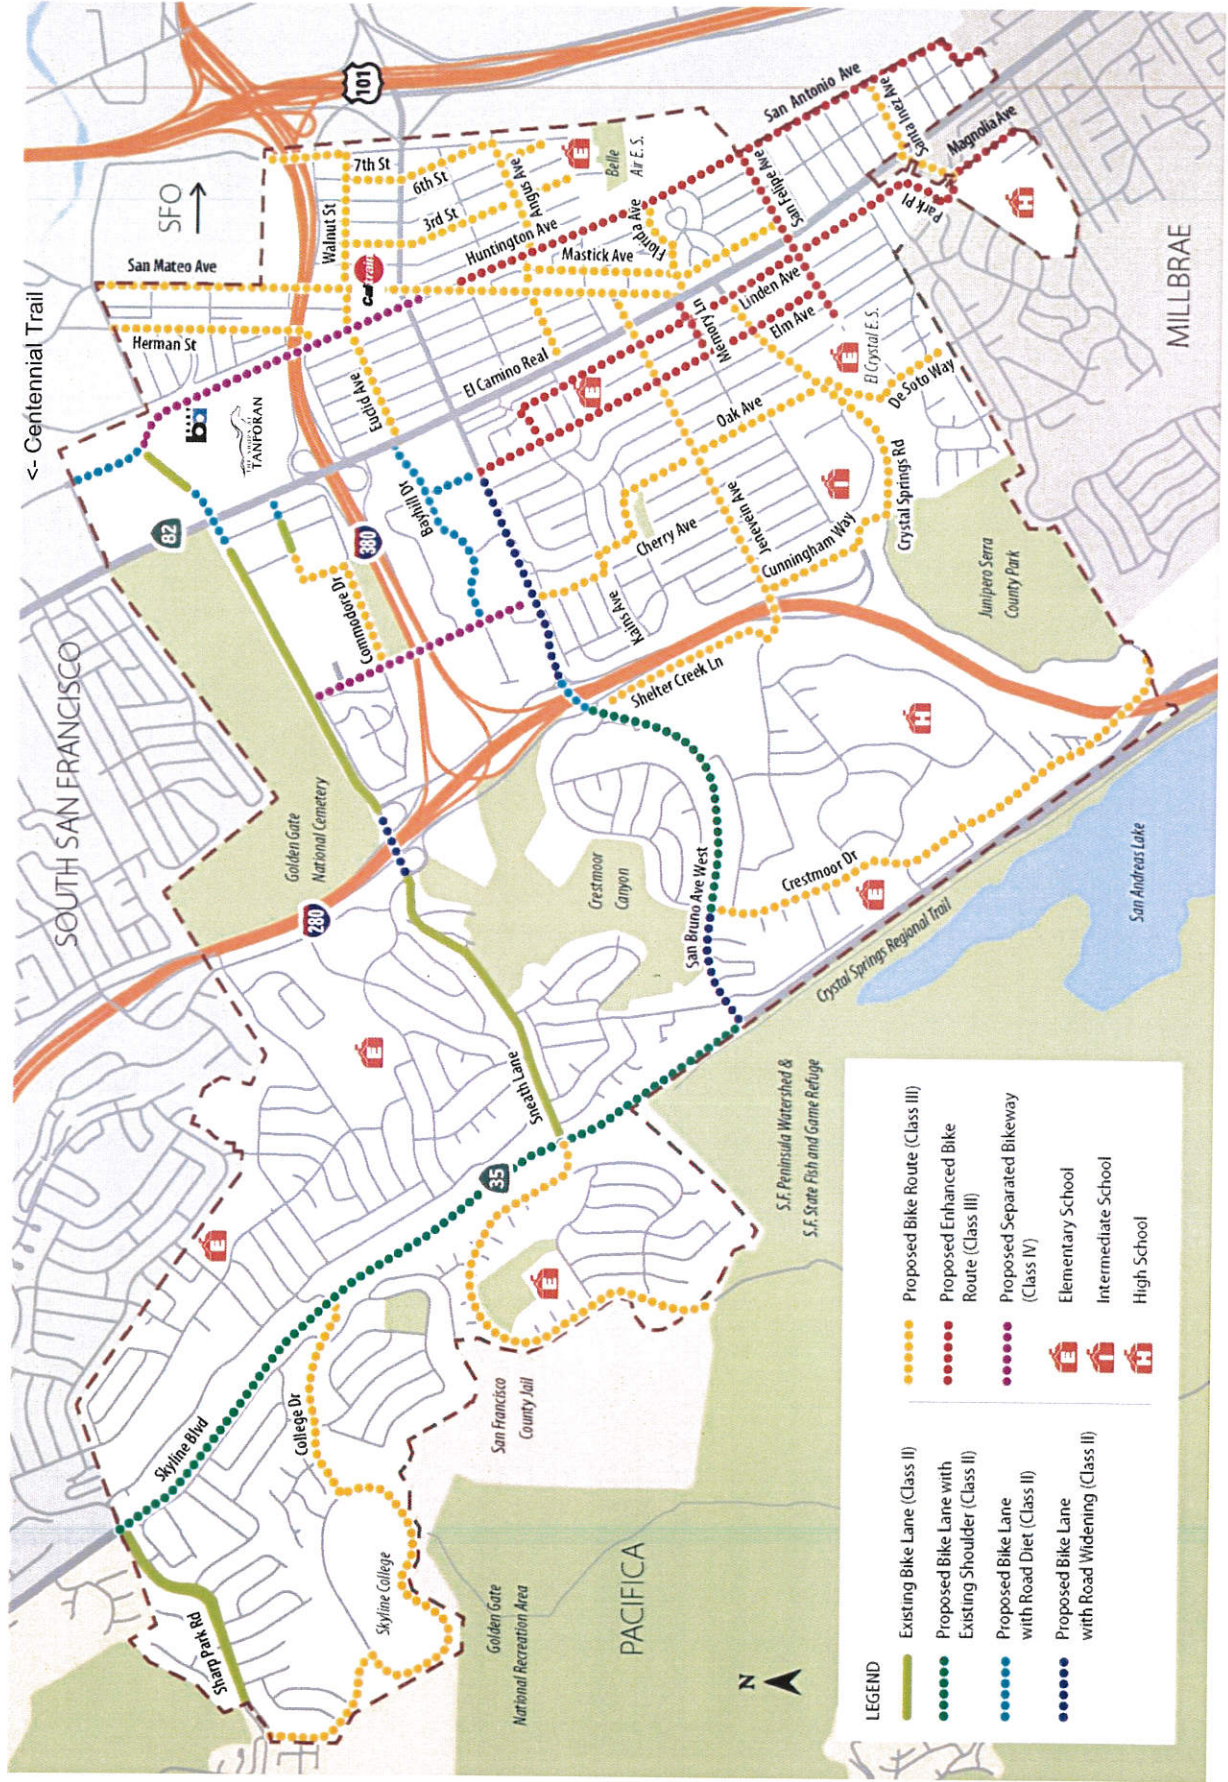 <- Centennial Trail
SOUTH SAN FRANCISCO
SFO
101
San Mateo Ave
Herman St
Walnut St
7th St
6th St
3rd St
Angus Ave
Huntington Ave
Mastick Ave
Florida Ave
Belle
Air E.S.
E
San Antonio Ave
San Felipe Ave
Santa Inez Ave
Magnolia Ave
Park Pl
H
MILLBRAE
Caltrain
ba
THE SHOPS AT
TANFORAN
82
380
Euclid Ave
El Camino Real
Bayhill Dr
Commodore Dr
Memory Ln
Linden Ave
Elm Ave
E
El Crystal E.S.
E
DeSoto Way
Oak Ave
Crystal Springs Rd
I
Cherry Ave
Jenevein Ave
Cunningham Way
Kains Ave
Shelter Creek Ln
Junipero Serra
County Park
H
Golden Gate
National Cemetery
280
Crestmoor
Canyon
San Bruno Ave West
Crestmoor Dr
E
Crystal Springs Regional Trail
San Andreas Lake
E
Sneath Lane
35
E
S.F. Peninsula Watershed &
S.F. State Fish and Game Refuge
E
San Francisco
County Jail
Skyline Blvd
College Dr
Skyline College
Sharp Park Rd
Golden Gate
National Recreation Area
PACIFICA
N
LEGEND
Existing Bike Lane (Class II)
Proposed Bike Lane with
Existing Shoulder (Class II)
Proposed Bike Lane
with Road Diet (Class II)
Proposed Bike Lane
with Road Widening (Class II)
Proposed Bike Route (Class III)
Proposed Enhanced Bike
Route (Class III)
Proposed Separated Bikeway
(Class IV)
E
Elementary School
I
Intermediate School
H
High School